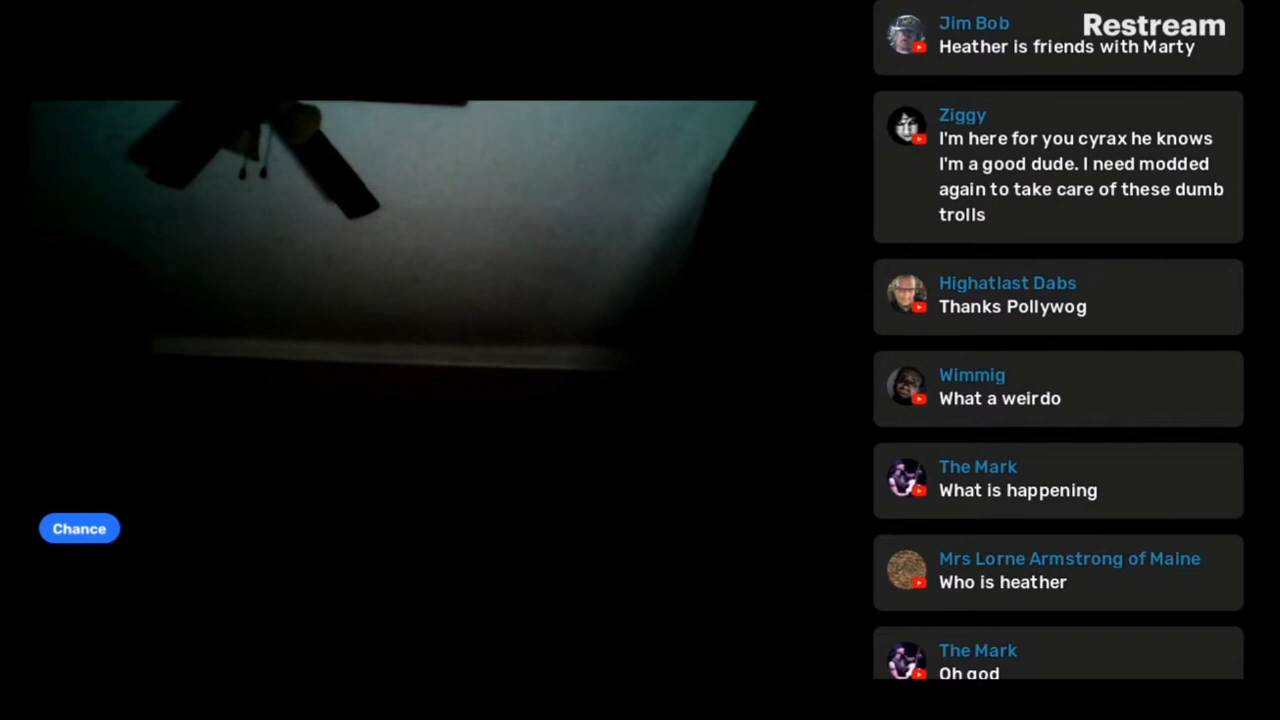 Restream
Jim Bob
Heather is friends with Marty
Ziggy
I'm here for you cyrax he knows
I'm a good dude. I need modded
again to take care of these dumb
trolls
Highatlast Dabs
Thanks Pollywog
Wimmig
What a weirdo
The Mark
What is happening
Mrs Lorne Armstrong of Maine
Who is heather
The Mark
Oh god
Chance